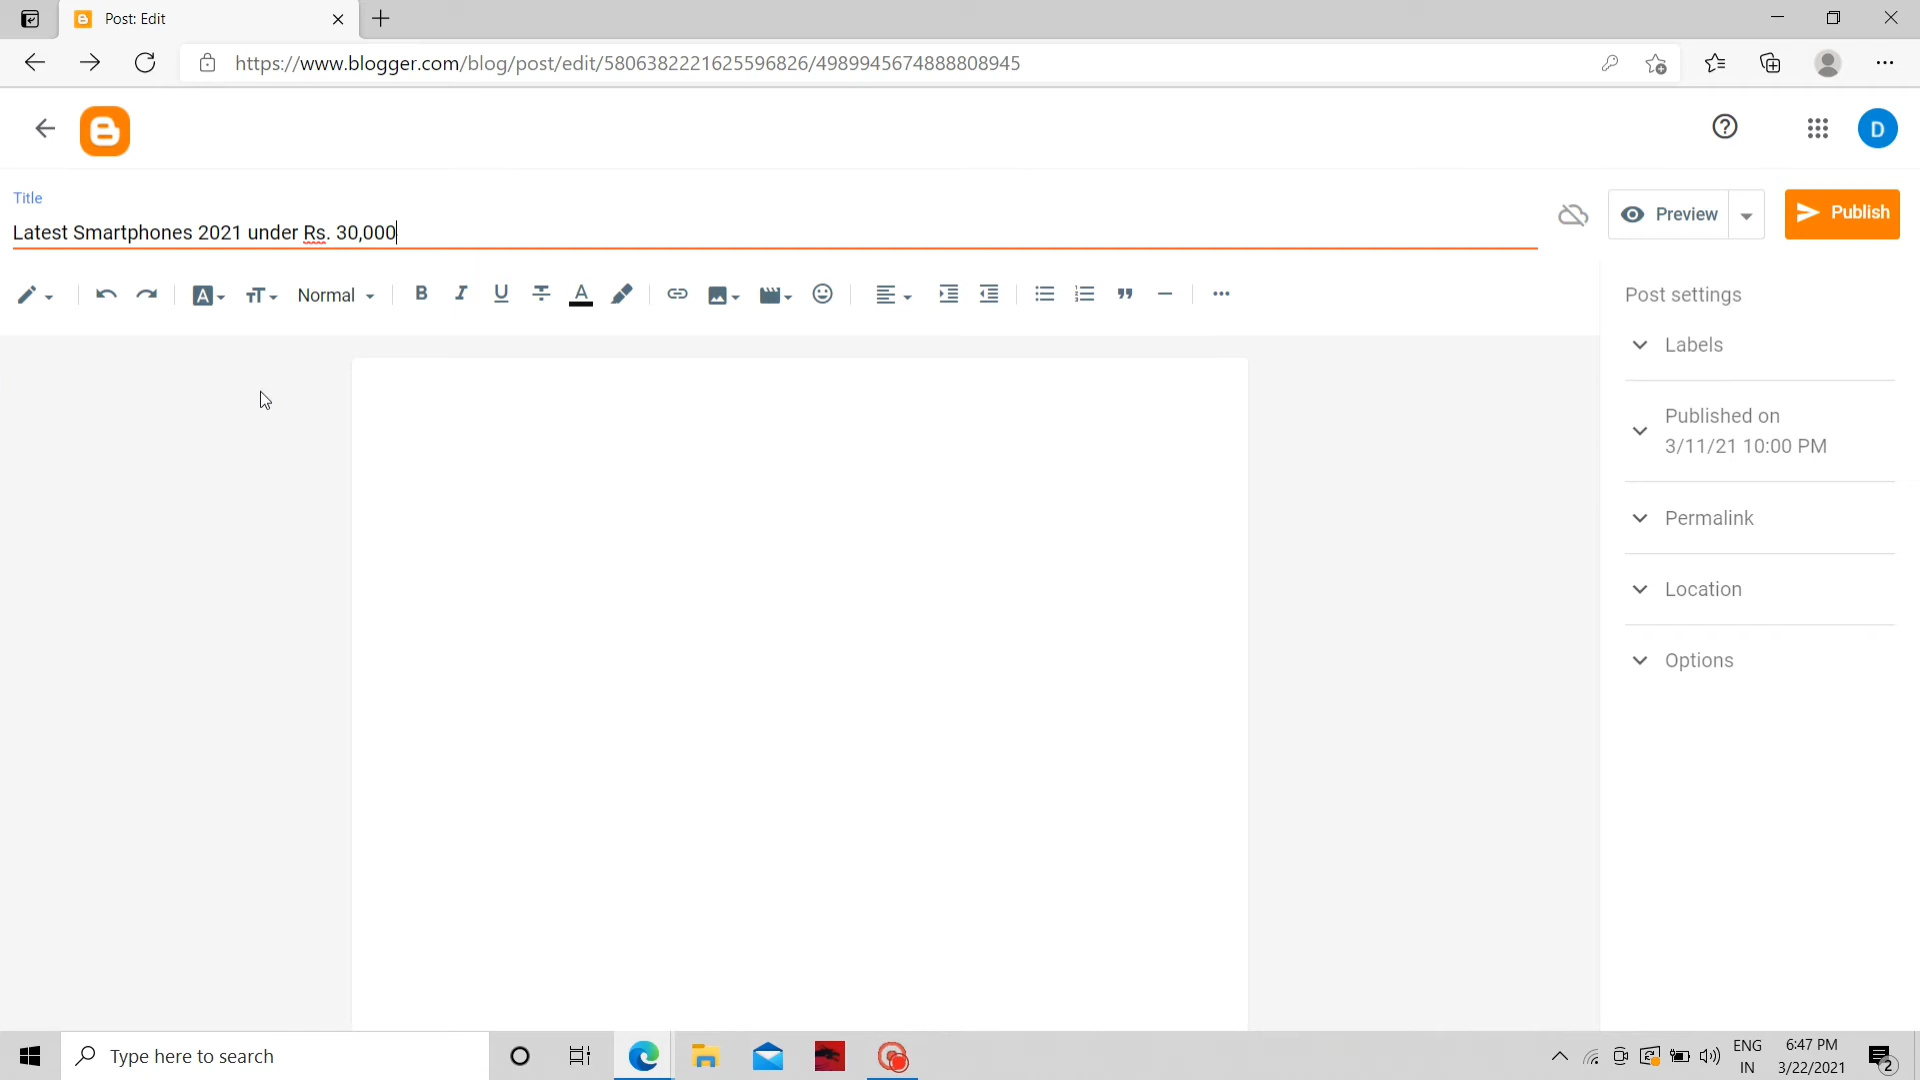 Post: Edit
https://www.blogger.com/blog/post/edit/5806382221625596826/4989945674888808945
D
Title
Latest Smartphones 2021 under Rs. 30,000
Preview
Publish
Normal
Post settings
Labels
Published on
3/11/21 10:00 PM
Permalink
Location
Options
Type here to search
ENG
IN
6:47 PM
3/22/2021
2